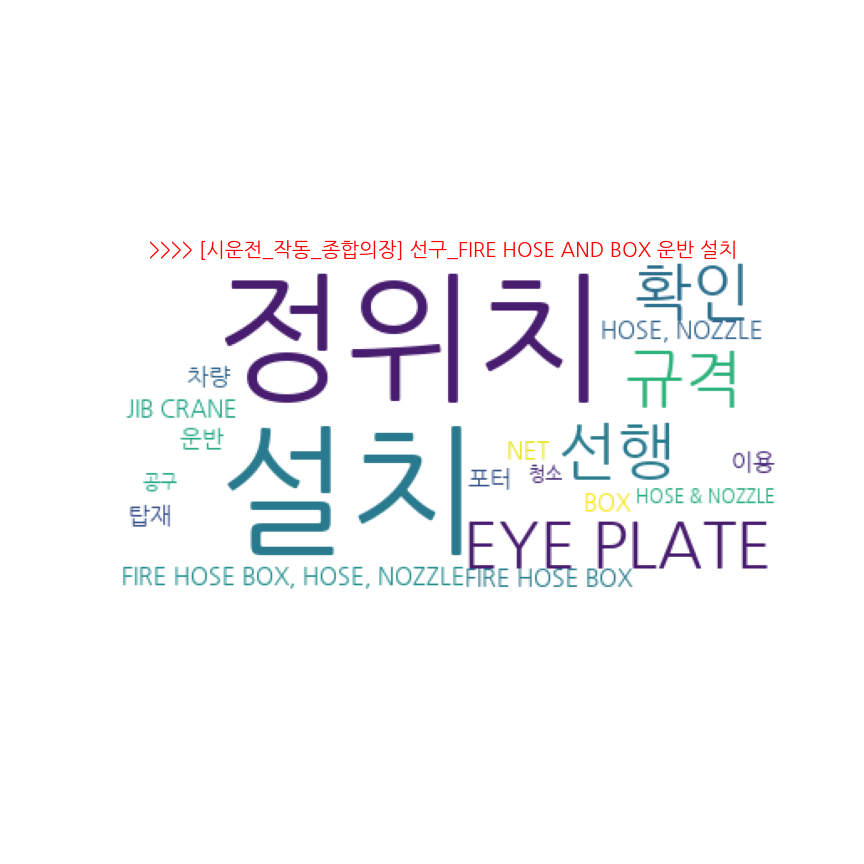 >>>> [시운전_작동_종합의장] 선구_FIRE HOSE AND BOX 운반 설치
정위치
확인
HOSE, NOZZLE
규격
차량
JIB CRANE
운반
설치
선행
NET
이용
포터
청소
공구
BOX
HOSE & NOZZLE
탑재
EYE PLATE
FIRE HOSE BOX, HOSE, NOZZLE
FIRE HOSE BOX